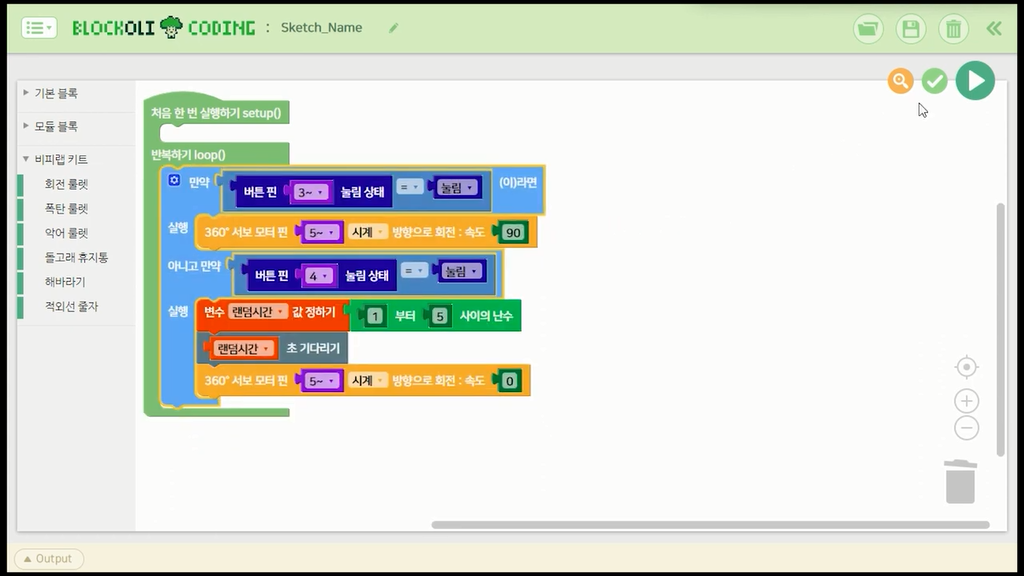 BLOCKOLI CODING : Sketch_Name
기본 블록
모듈 블록
비피랩 키트
회전 룰렛
폭탄 룰렛
악어 룰렛
돌고래 휴지통
해바라기
적외선 줄자
처음 한 번 실행하기 setup()
반복하기 loop()
만약 버튼 핀 3~ 눌림 상태 = 눌림 (이)라면
실행 360° 서보 모터 핀 5~ 시계 방향으로 회전 : 속도 90
아니고 만약 버튼 핀 4 눌림 상태 = 눌림
실행 변수 랜덤시간 값 정하기 1 부터 5 사이의 난수
랜덤시간 초 기다리기
360° 서보 모터 핀 5~ 시계 방향으로 회전 : 속도 0
Output